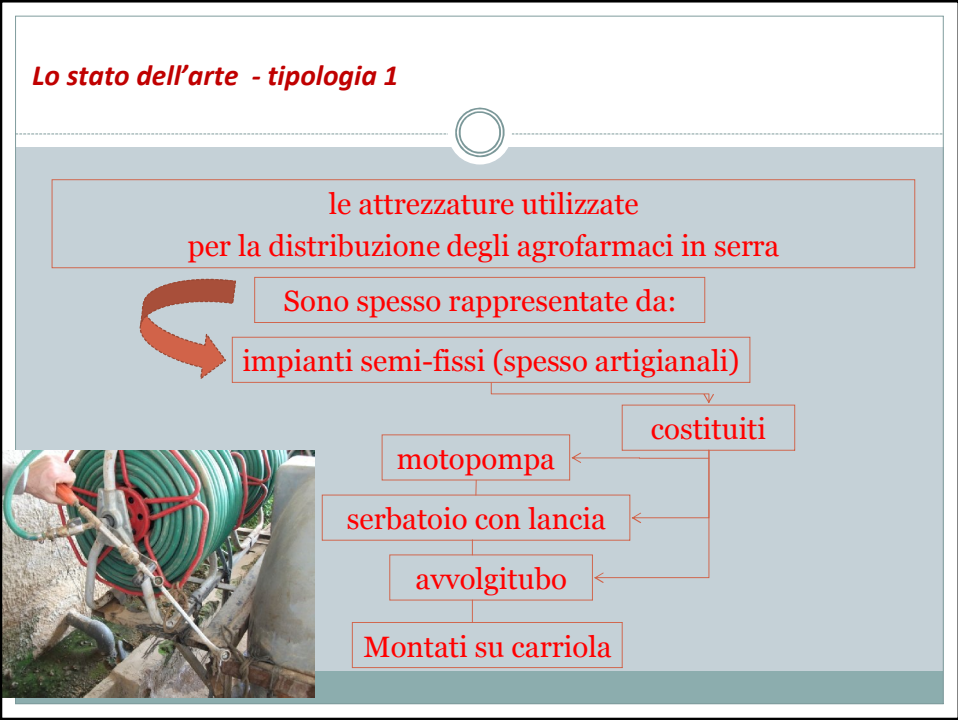 Lo stato dell’arte - tipologia 1
le attrezzature utilizzate
per la distribuzione degli agrofarmaci in serra
Sono spesso rappresentate da:
impianti semi-fissi (spesso artigianali)
costituiti
motopompa
serbatoio con lancia
avvolgitubo
Montati su carriola